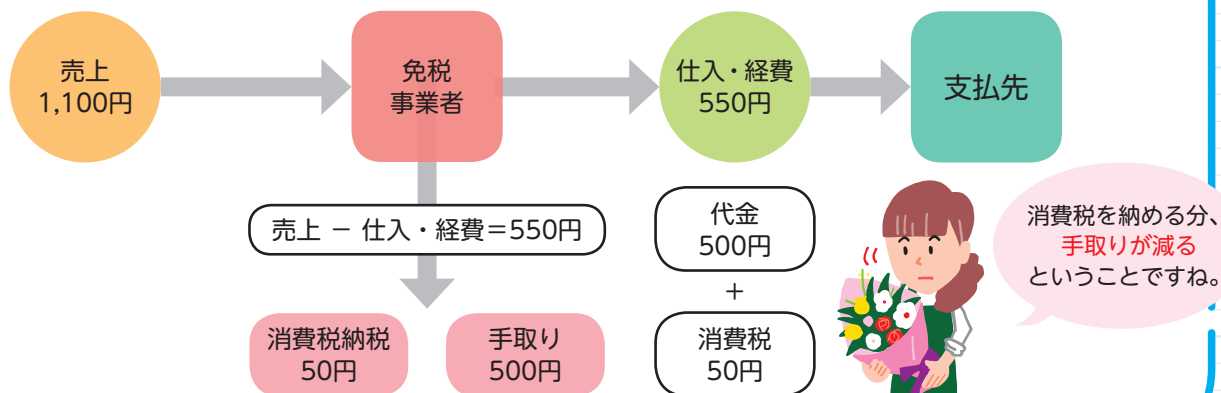 売上
1,100円
免税
事業者
仕入・経費
550円
支払先
売上 － 仕入・経費＝550円
消費税納税
50円
手取り
500円
代金
500円
+
消費税
50円
消費税を納める分、
手取りが減る
ということですね。